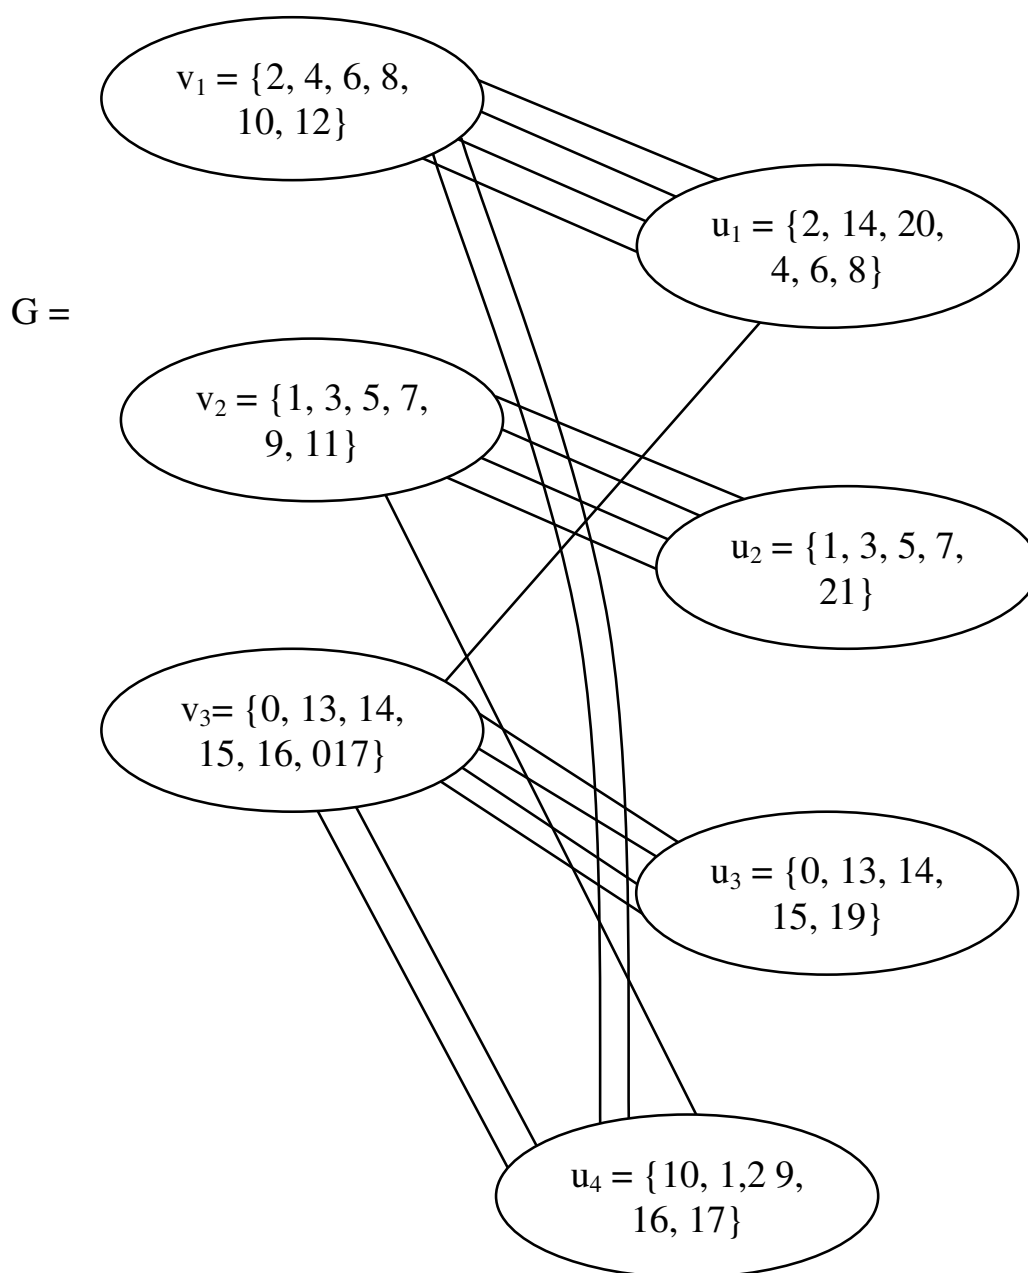 v₁ = {2, 4, 6, 8,
10, 12}
u₁ = {2, 14, 20,
4, 6, 8}
G =
v₂ = {1, 3, 5, 7,
9, 11}
u₂ = {1, 3, 5, 7,
21}
v₃= {0, 13, 14,
15, 16, 017}
u₃ = {0, 13, 14,
15, 19}
u₄ = {10, 1,2 9,
16, 17}